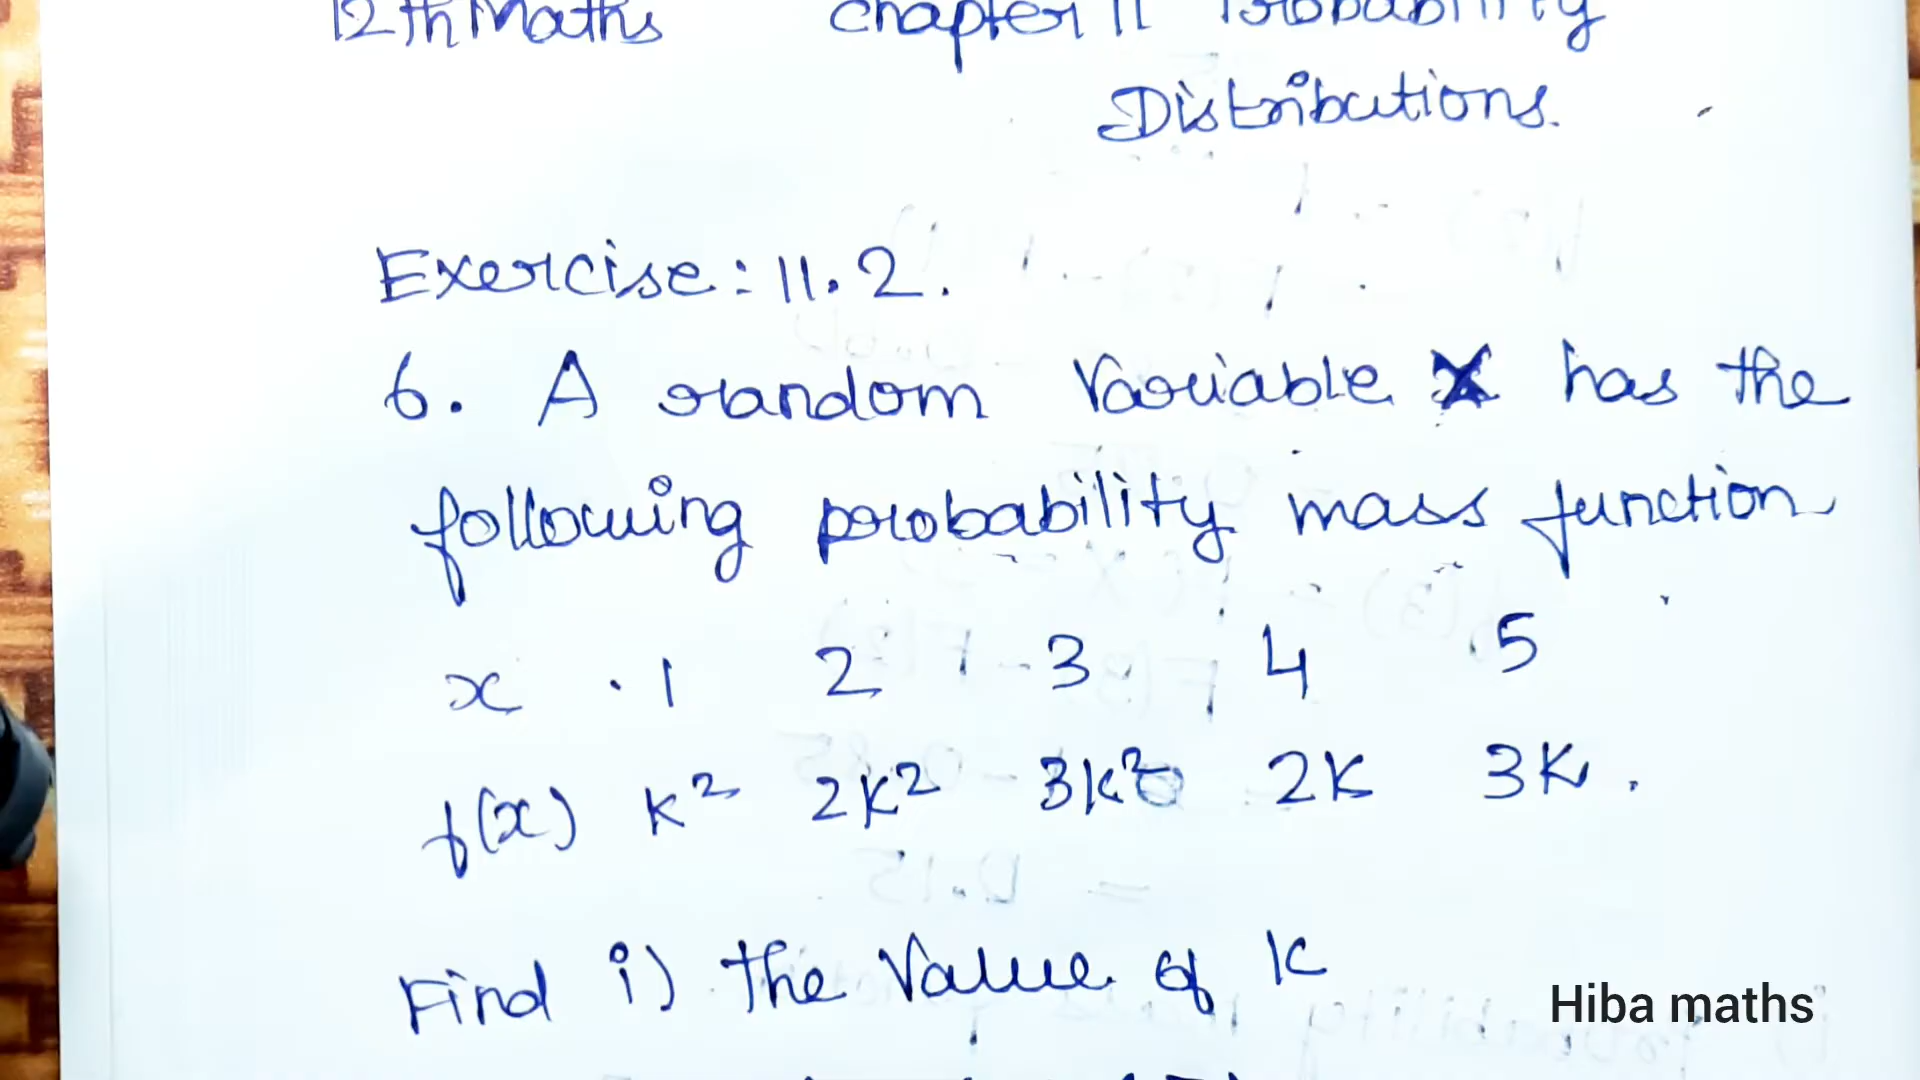 12th Maths Chapter 11 Probability
Distributions.
Exercise: 11.2.
6. A random Variable X has the
following probability mass function
x 1 2 3 4 5
f(x) k² 2k² 3k² 2k 3k.
Find i) the Value of k
Hiba maths